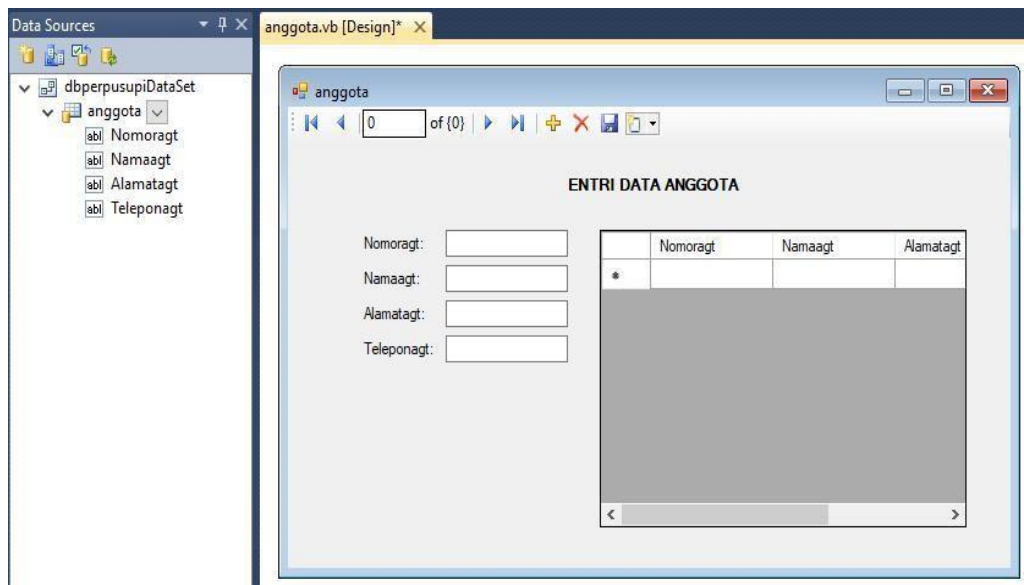 Data Sources
dbperpusupiDataSet
anggota
Nomoragt
Namaagt
Alamatagt
Teleponagt
anggota.vb [Design]*
anggota
0 of {0}
ENTRI DATA ANGGOTA
Nomoragt:
Namaagt:
Alamatagt:
Teleponagt:
Nomoragt Namaagt Alamatagt